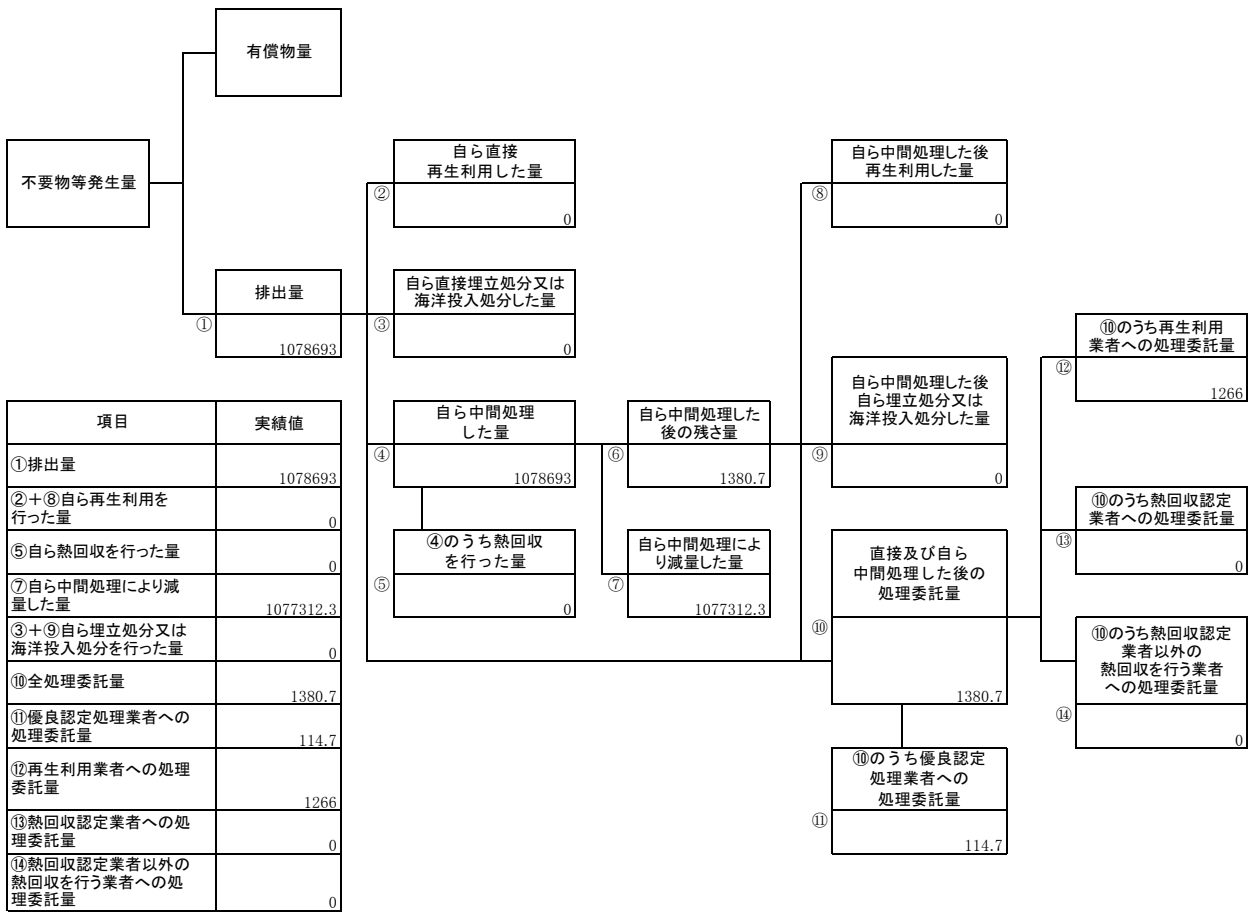 有償物量
不要物等発生量
排出量
①
1078693
自ら直接
再生利用した量
②
0
自ら直接埋立処分又は
海洋投入処分した量
③
0
自ら中間処理
した量
④
1078693
④のうち熱回収
を行った量
⑤
0
自ら中間処理した
後の残さ量
⑥
1380.7
自ら中間処理によ
り減量した量
⑦
1077312.3
自ら中間処理した後
再生利用した量
⑧
0
自ら中間処理した後
自ら埋立処分又は
海洋投入処分した量
⑨
0
直接及び自ら
中間処理した後の
処理委託量
⑩
1380.7
⑩のうち優良認定
処理業者への
処理委託量
⑪
114.7
⑩のうち再生利用
業者への処理委託量
⑫
1266
⑩のうち熱回収認定
業者への処理委託量
⑬
0
⑩のうち熱回収認定
業者以外の
熱回収を行う業者
への処理委託量
⑭
0
項目 実績値
①排出量
1078693
②+⑧自ら再生利用を
行った量
0
⑤自ら熱回収を行った量
0
⑦自ら中間処理により減
量した量
1077312.3
③+⑨自ら埋立処分又は
海洋投入処分を行った量
0
⑩全処理委託量
1380.7
⑪優良認定処理業者への
処理委託量
114.7
⑫再生利用業者への処理
委託量
1266
⑬熱回収認定業者への処
理委託量
0
⑭熱回収認定業者以外の
熱回収を行う業者への処
理委託量
0